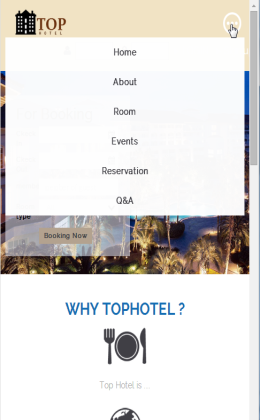 TOP
HOTEL
Home
About
Room
Events
Reservation
Q&A
Type
Booking Now
WHY TOPHOTEL ?
Top Hotel is ...